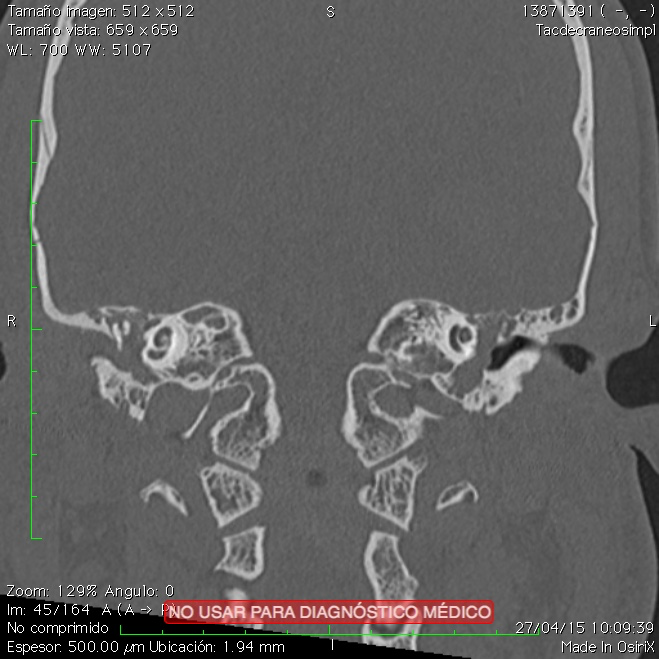 Tamaño imagen: 512 x 512
Tamaño vista: 659 x 659
WL: 700 WW: 5107
S
13871391 ( -, -)
Tacdecraneosimpl
R
L
Zoom: 129% Angulo: 0
Im: 45/164 A (A -> P)
No comprimido
Espesor: 500.00 µm Ubicación: 1.94 mm
NO USAR PARA DIAGNÓSTICO MÉDICO
I
27/04/15 10:09:39
Made In OsiriX